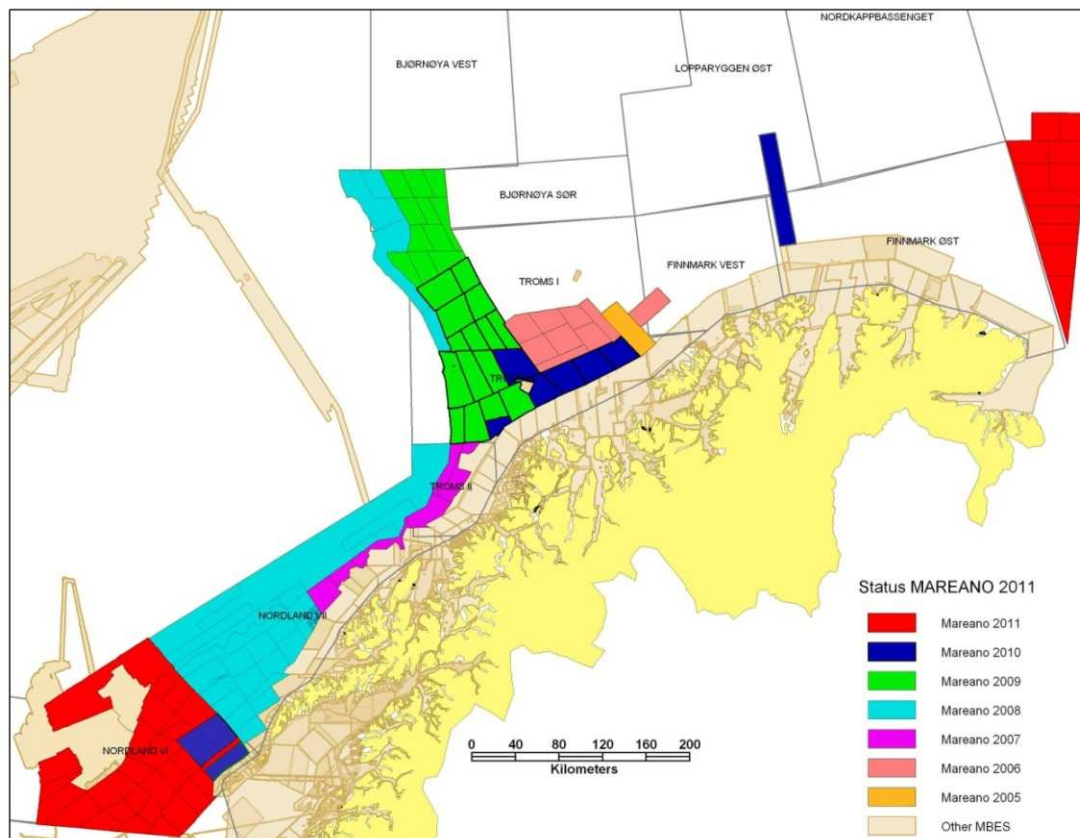 NORDKAPPBASSENGET
BJØRNØYA VEST
LOPPARYGGEN ØST
BJØRNØYA SØR
FINNMARK ØST
FINNMARK VEST
TROMS I
TROMS II
NORDLAND VII
NORDLAND VI
Status MAREANO 2011
Mareano 2011
Mareano 2010
Mareano 2009
Mareano 2008
Mareano 2007
Mareano 2006
Mareano 2005
Other MBES
0 40 80 120 160 200
Kilometers